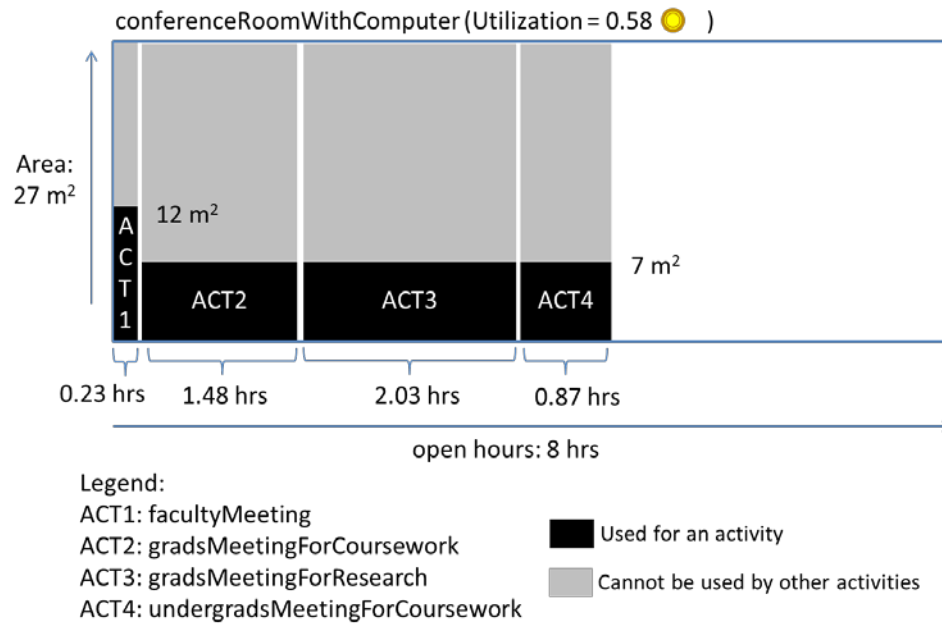 conferenceRoomWithComputer (Utilization = 0.58 )
Area:
27 m²
12 m²
7 m²
A
C
T
1
ACT2
ACT3
ACT4
0.23 hrs
1.48 hrs
2.03 hrs
0.87 hrs
open hours: 8 hrs
Legend:
ACT1: facultyMeeting
ACT2: gradsMeetingForCoursework
ACT3: gradsMeetingForResearch
ACT4: undergradsMeetingForCoursework
Used for an activity
Cannot be used by other activities